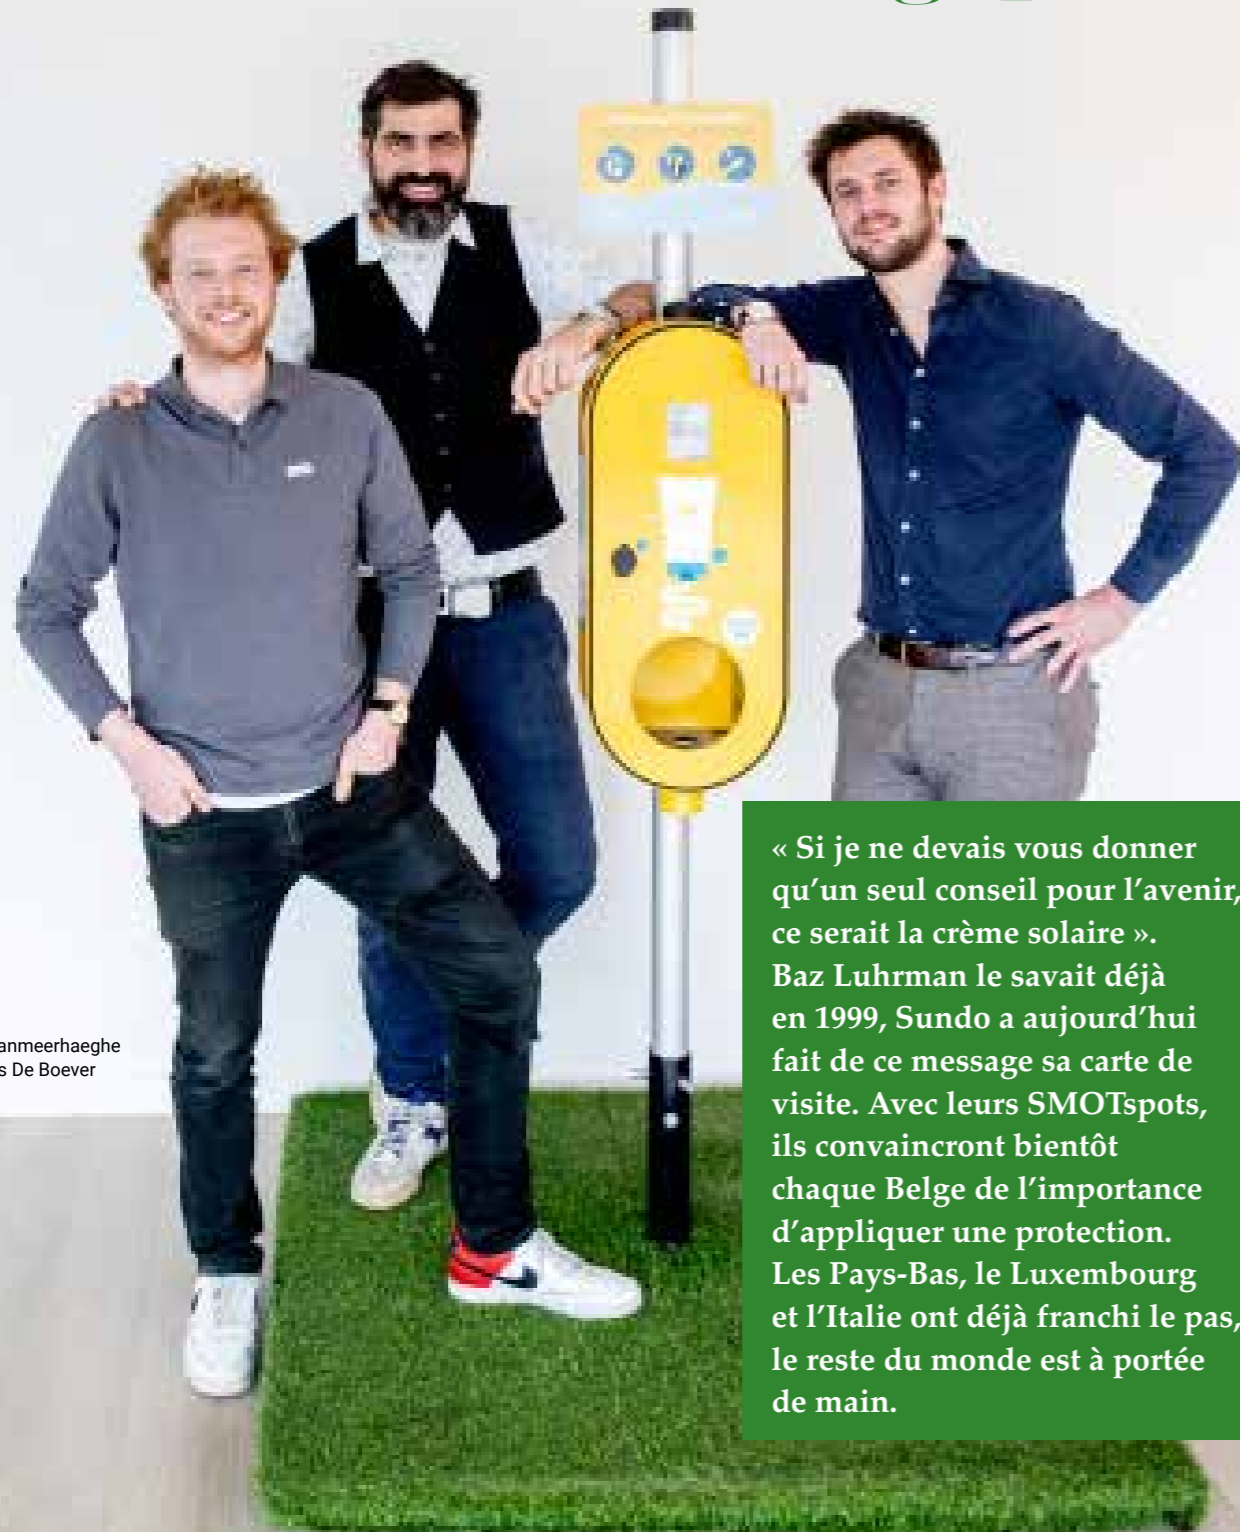 « Si je ne devais vous donner
qu’un seul conseil pour l’avenir,
ce serait la crème solaire ».
Baz Luhrman le savait déjà
en 1999, Sundo a aujourd’hui
fait de ce message sa carte de
visite. Avec leurs SMOTspots,
ils convaincront bientôt
chaque Belge de l’importance
d’appliquer une protection.
Les Pays-Bas, le Luxembourg
et l’Italie ont déjà franchi le pas,
le reste du monde est à portée
de main.
anmeerhaeghe
s De Boever